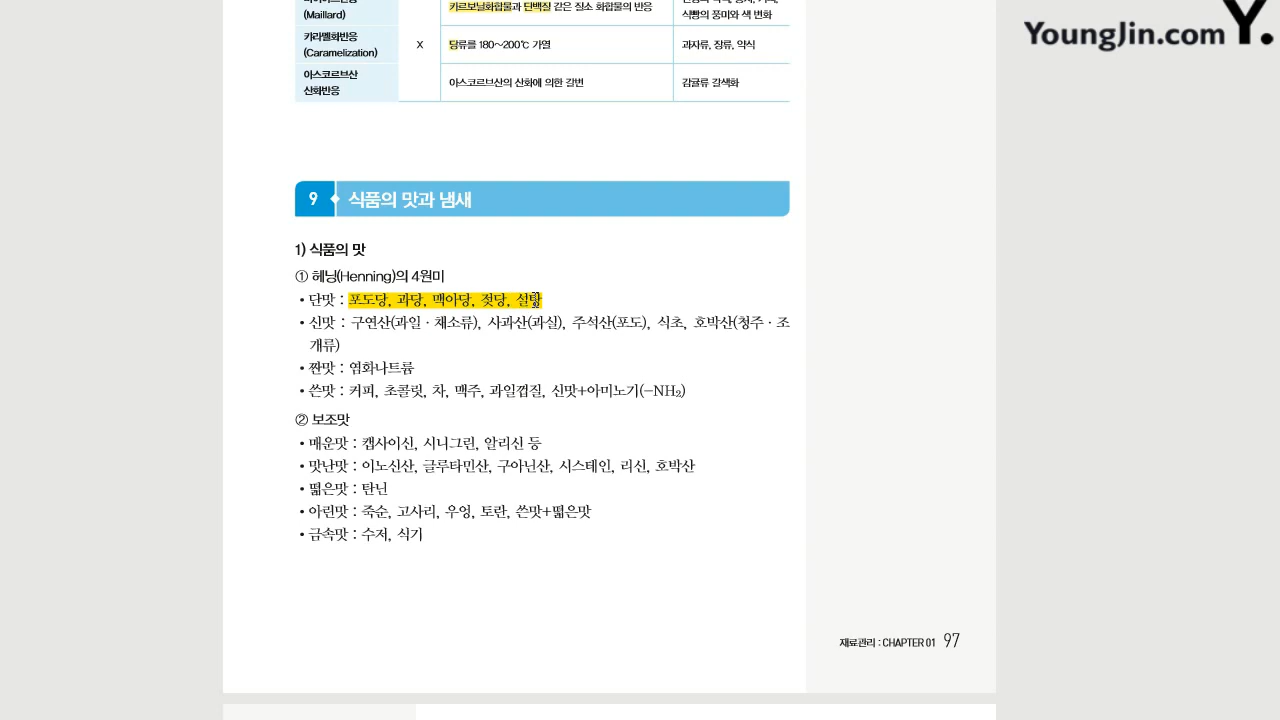 (Maillard)
카르보닐화합물과 단백질 같은 질소 화합물의 반응
식빵의 풍미와 색 변화
카라멜화반응
(Caramelization)
X
당류를 180~200℃ 가열
과자류, 장류, 약식
아스코르브산
산화반응
아스코르브산의 산화에 의한 갈변
감귤류 갈색화
YoungJin.com Y.
9 식품의 맛과 냄새
1) 식품의 맛
① 헤닝(Henning)의 4원미
• 단맛 : 포도당, 과당, 맥아당, 젖당, 설탕
• 신맛 : 구연산(과일 · 채소류), 사과산(과실), 주석산(포도), 식초, 호박산(청주 · 조
개류)
• 짠맛 : 염화나트륨
• 쓴맛 : 커피, 초콜릿, 차, 맥주, 과일껍질, 신맛+아미노기(-NH₂)
② 보조맛
• 매운맛 : 캡사이신, 시니그린, 알리신 등
• 맛난맛 : 이노신산, 글루타민산, 구아닌산, 시스테인, 리신, 호박산
• 떫은맛 : 탄닌
• 아린맛 : 죽순, 고사리, 우엉, 토란, 쓴맛+떫은맛
• 금속맛 : 수저, 식기
재료관리 : CHAPTER 01 97